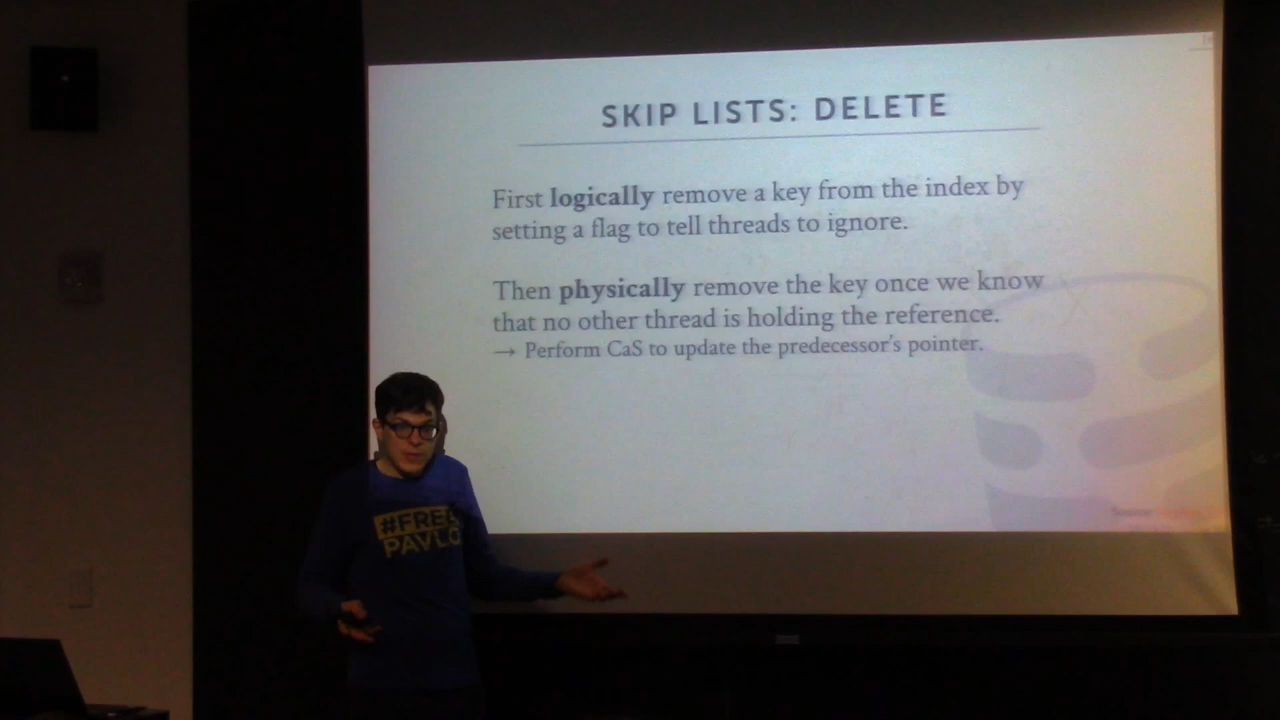 SKIP LISTS: DELETE
First logically remove a key from the index by
setting a flag to tell threads to ignore.
Then physically remove the key once we know
that no other thread is holding the reference.
→ Perform CaS to update the predecessor's pointer.
#FREE
PAVLO